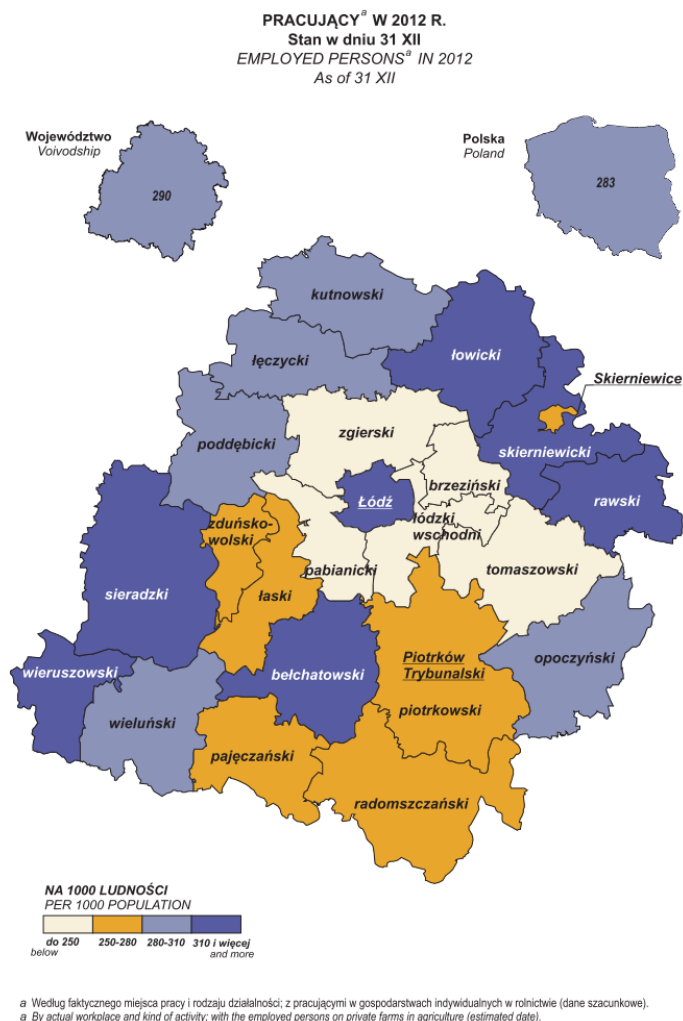 PRACUJĄCY a W 2012 R.
Stan w dniu 31 XII
EMPLOYED PERSONS a IN 2012
As of 31 XII
Województwo
Voivodship
290
Polska
Poland
283
kutnowski
łęczycki
łowicki
Skierniewice
poddębicki
zgierski
skierniewicki
brzeziński
rawski
Łódź
łódzki
wschodni
zduńsko-
wolski
pabianicki
tomaszowski
sieradzki
łaski
wieruszowski
bełchatowski
Piotrków
Trybunalski
opoczyński
piotrkowski
wieluński
pajęczański
radomszczański
NA 1000 LUDNOŚCI
PER 1000 POPULATION
do 250 250-280 280-310 310 i więcej
below and more
a Według faktycznego miejsca pracy i rodzaju działalności; z pracującymi w gospodarstwach indywidualnych w rolnictwie (dane szacunkowe).
a By actual workplace and kind of activity; with the employed persons on private farms in agriculture (estimated date).